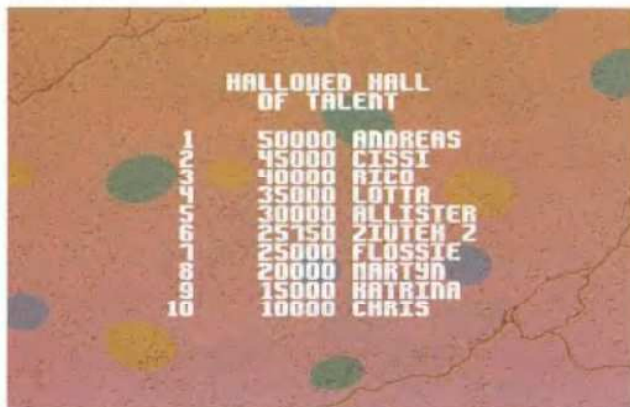 HALLOWED HALL
OF TALENT
1 50000 ANDREAS
2 45000 CISSI
3 40000 RICO
4 35000 LOTTA
5 30000 ALLISTER
6 25750 ZIUTEK 2
7 25000 FLOSSIE
8 20000 MARTYN
9 15000 KATRINA
10 10000 CHRIS